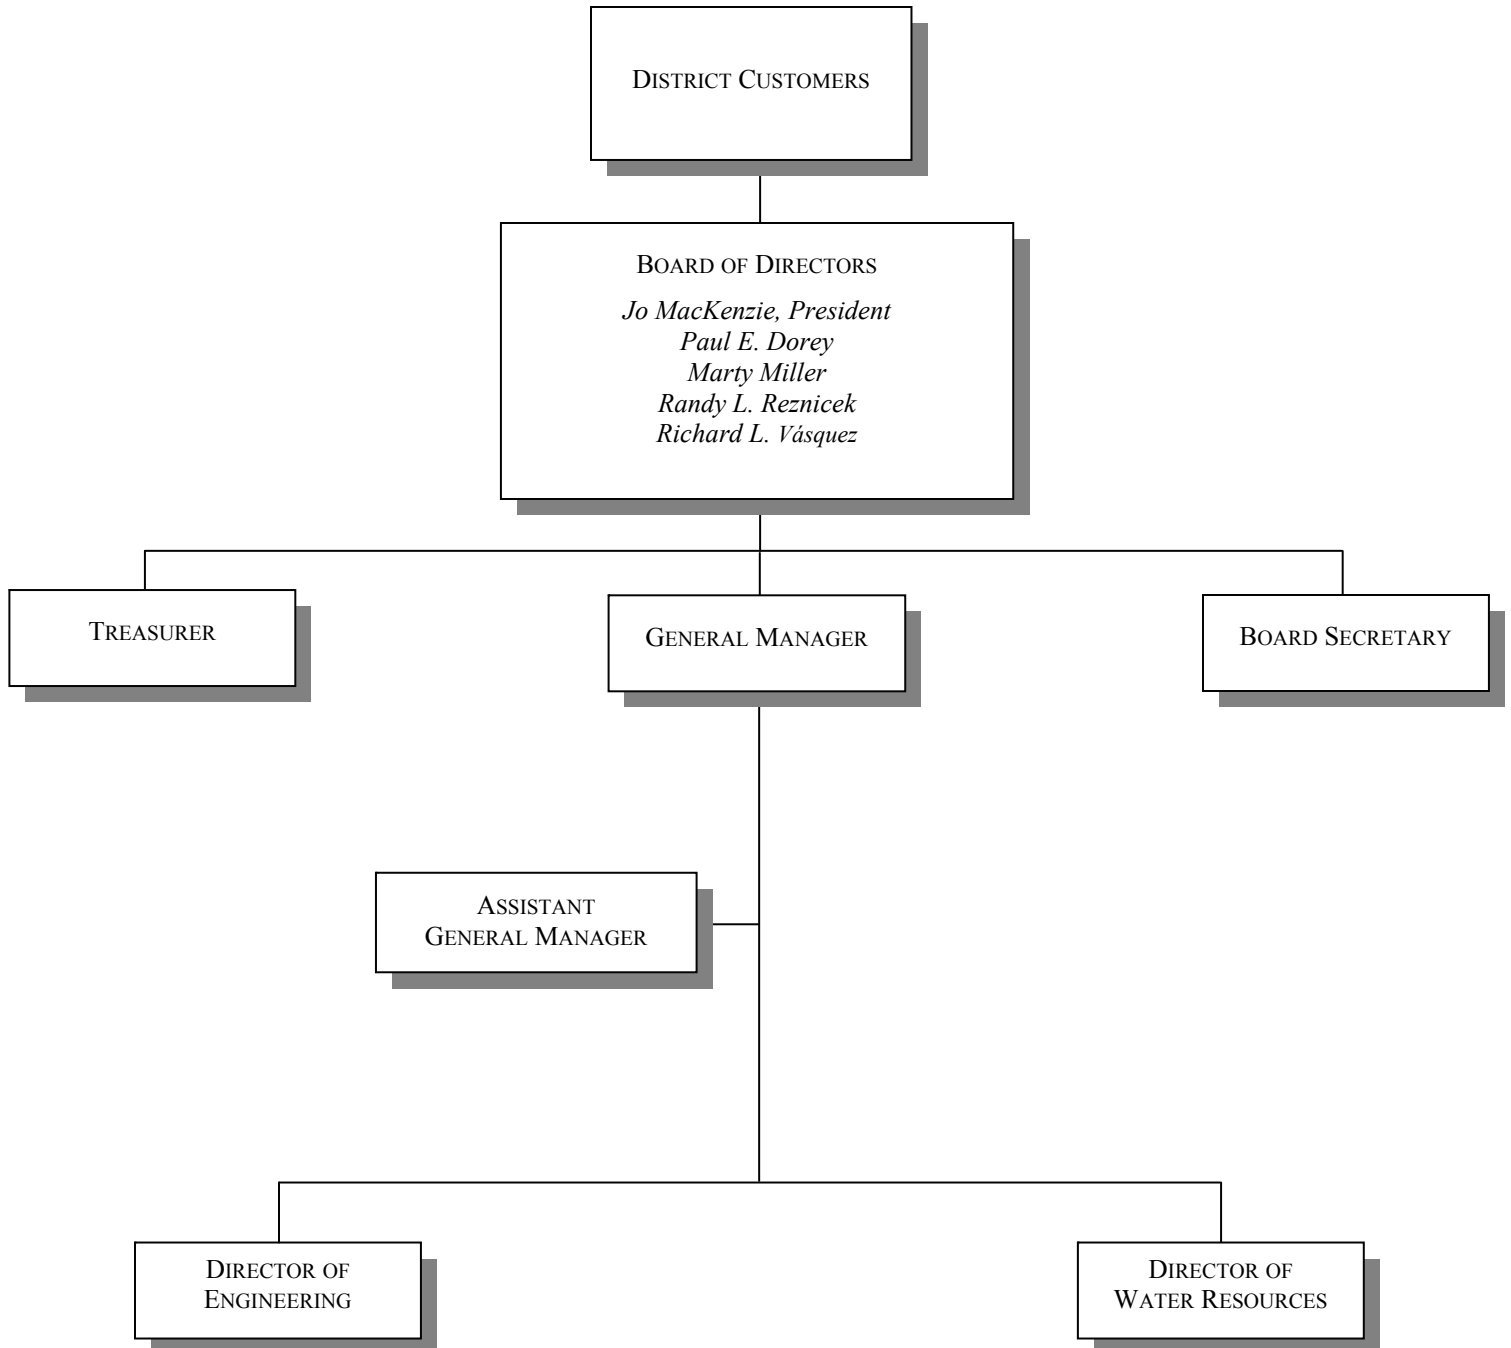 DISTRICT CUSTOMERS
BOARD OF DIRECTORS
Jo MacKenzie, President
Paul E. Dorey
Marty Miller
Randy L. Reznicek
Richard L. Vásquez
TREASURER
GENERAL MANAGER
BOARD SECRETARY
ASSISTANT
GENERAL MANAGER
DIRECTOR OF
ENGINEERING
DIRECTOR OF
WATER RESOURCES